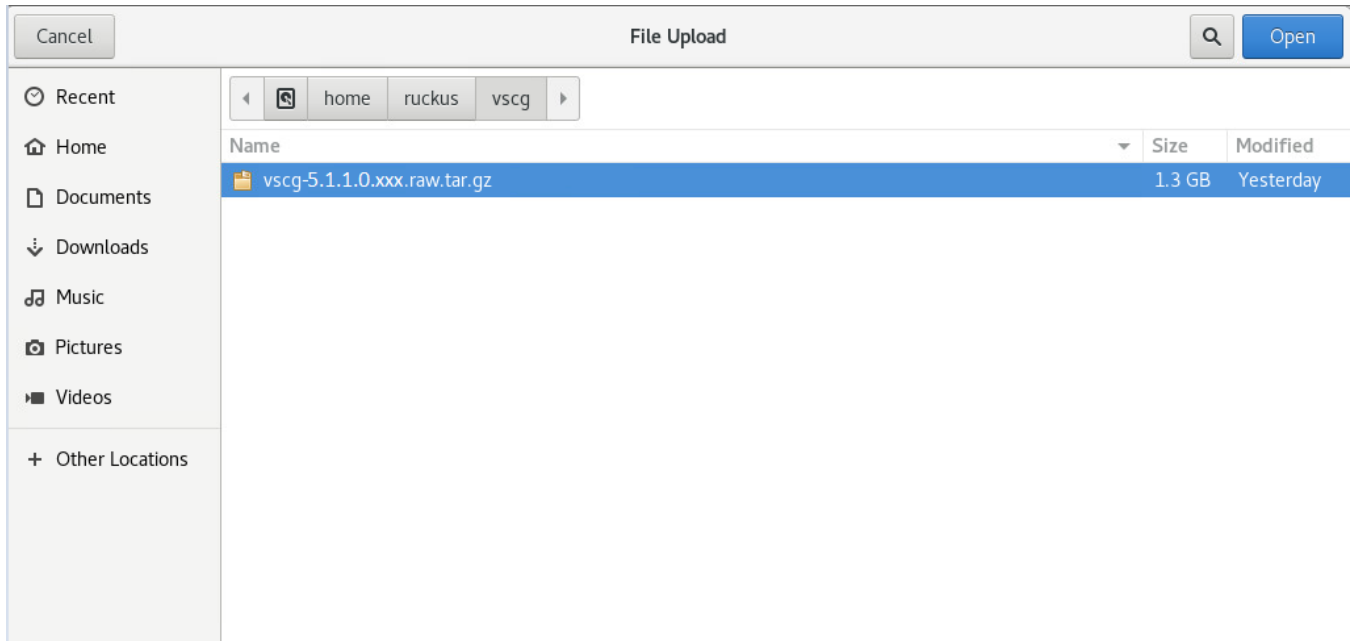 Cancel File Upload Open
Recent
Home
Documents
Downloads
Music
Pictures
Videos
+ Other Locations
home ruckus vscg
Name Size Modified
vscg-5.1.1.0.xxx.raw.tar.gz 1.3 GB Yesterday